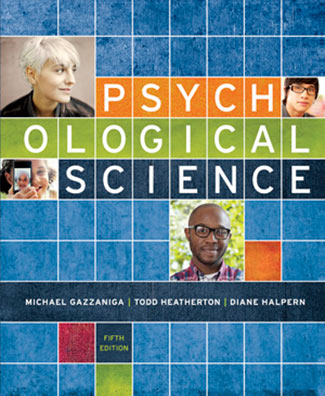 PSYCH
OLOGICAL
SCIENCE
MICHAEL GAZZANIGA | TODD HEATHERTON | DIANE HALPERN
FIFTH
EDITION